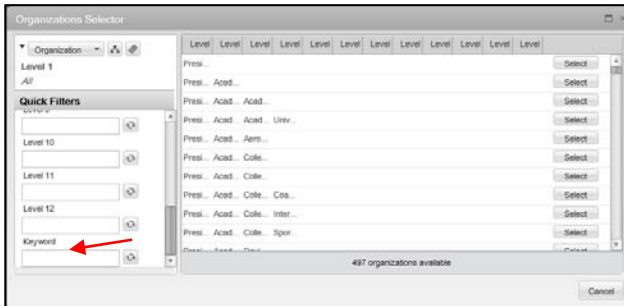 Organizations Selector
Organization
Level 1
All
Quick Filters
Level 10
Level 11
Level 12
Keyword
Level Level Level Level Level Level Level Level Level Level Level Level
Presi... Select
Presi... Acad... Select
Presi... Acad... Acad... Select
Presi... Acad... Acad... Univ... Select
Presi... Acad... Aero... Select
Presi... Acad... Colle... Select
Presi... Acad... Colle... Select
Presi... Acad... Colle... Cos... Select
Presi... Acad... Colle... Inter... Select
Presi... Acad... Colle... Spor... Select
497 organizations available
Cancel